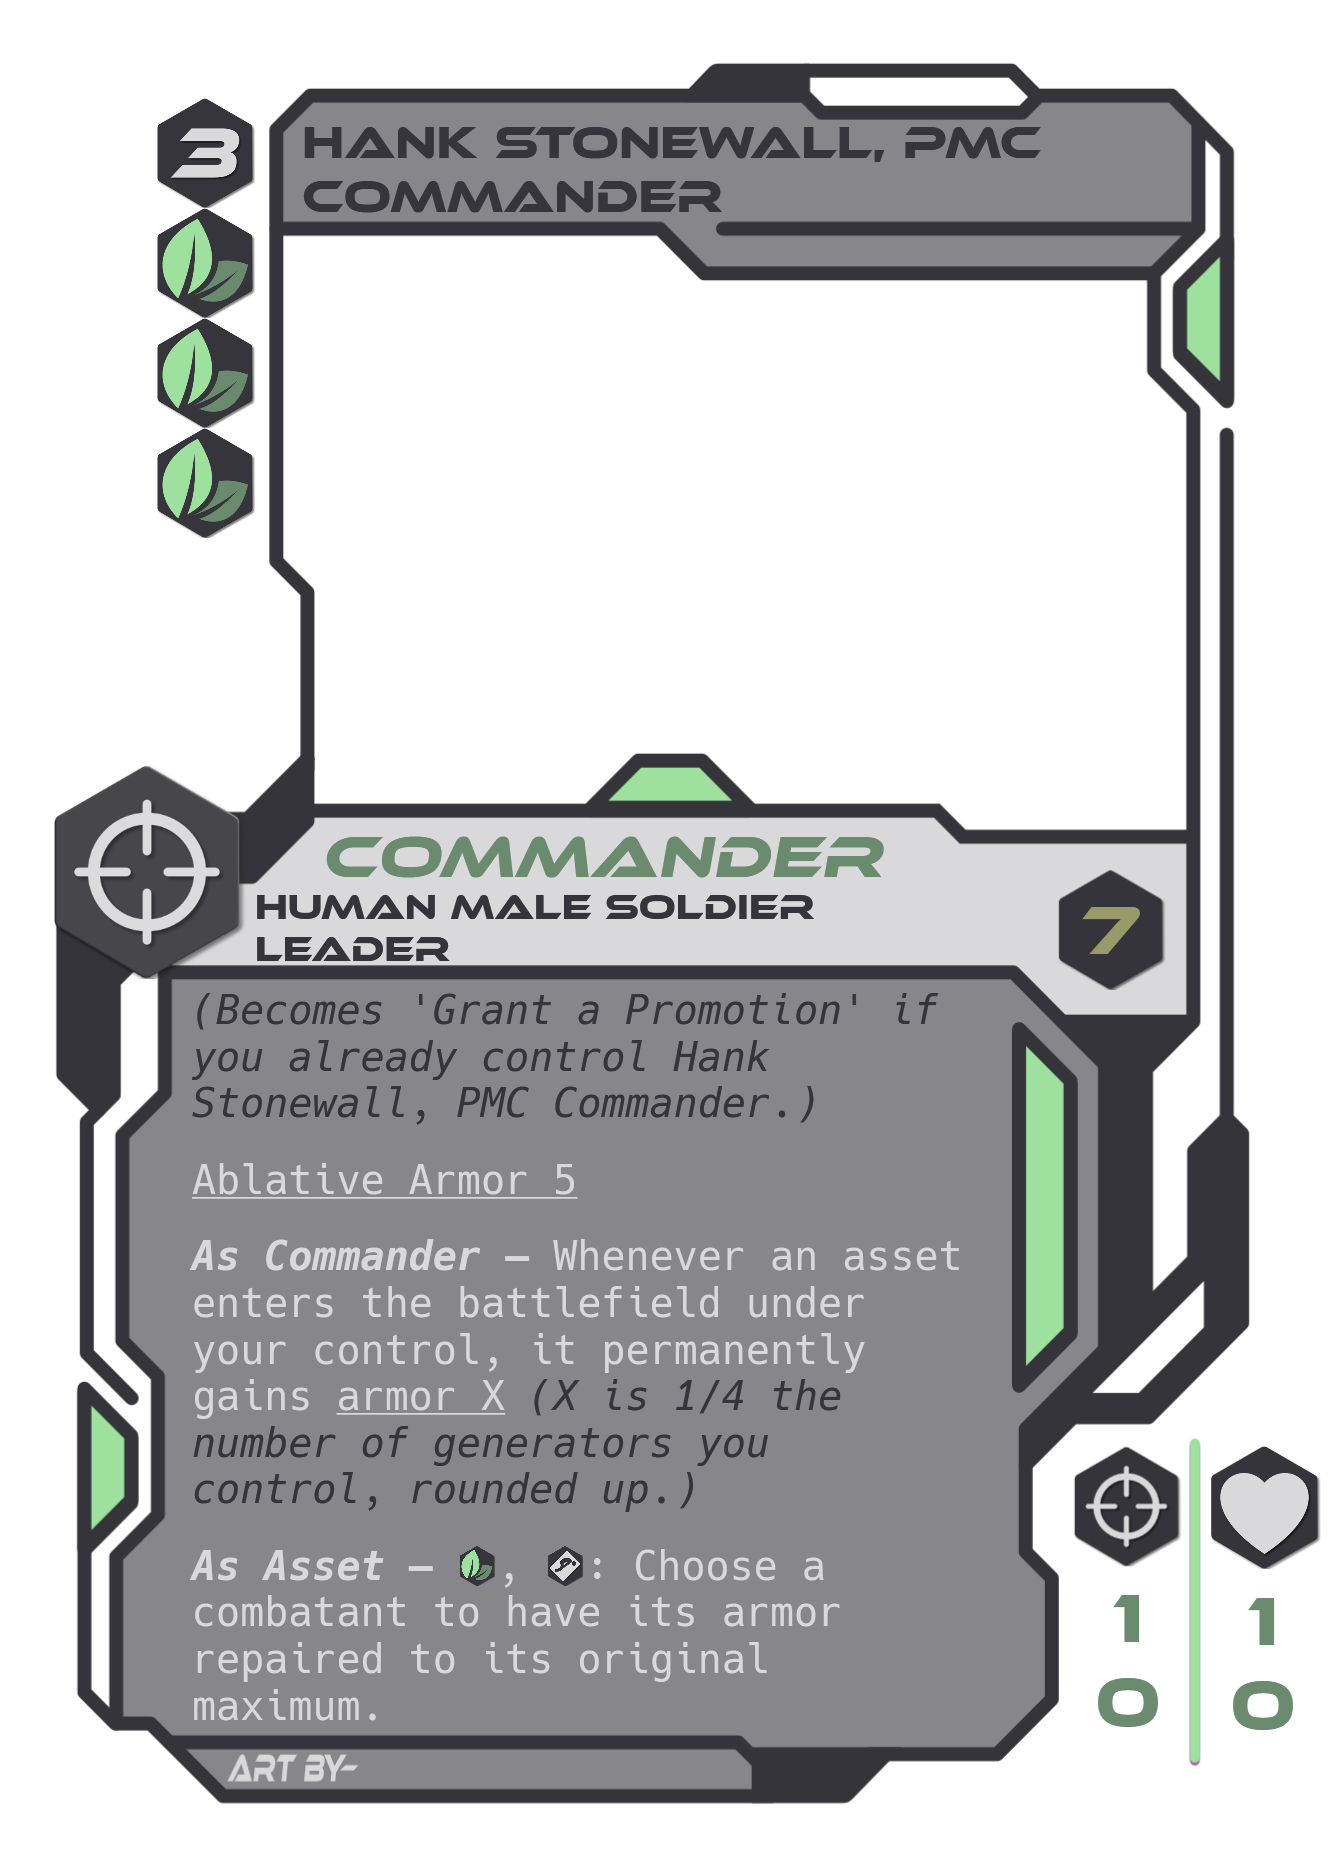 3
HANK STONEWALL, PMC
COMMANDER
COMMANDER
HUMAN MALE SOLDIER
LEADER
7
(Becomes 'Grant a Promotion' if
you already control Hank
Stonewall, PMC Commander.)
Ablative Armor 5
As Commander – Whenever an asset
enters the battlefield under
your control, it permanently
gains armor X (X is 1/4 the
number of generators you
control, rounded up.)
As Asset – , : Choose a
combatant to have its armor
repaired to its original
maximum.
1
0
1
0
ART BY-